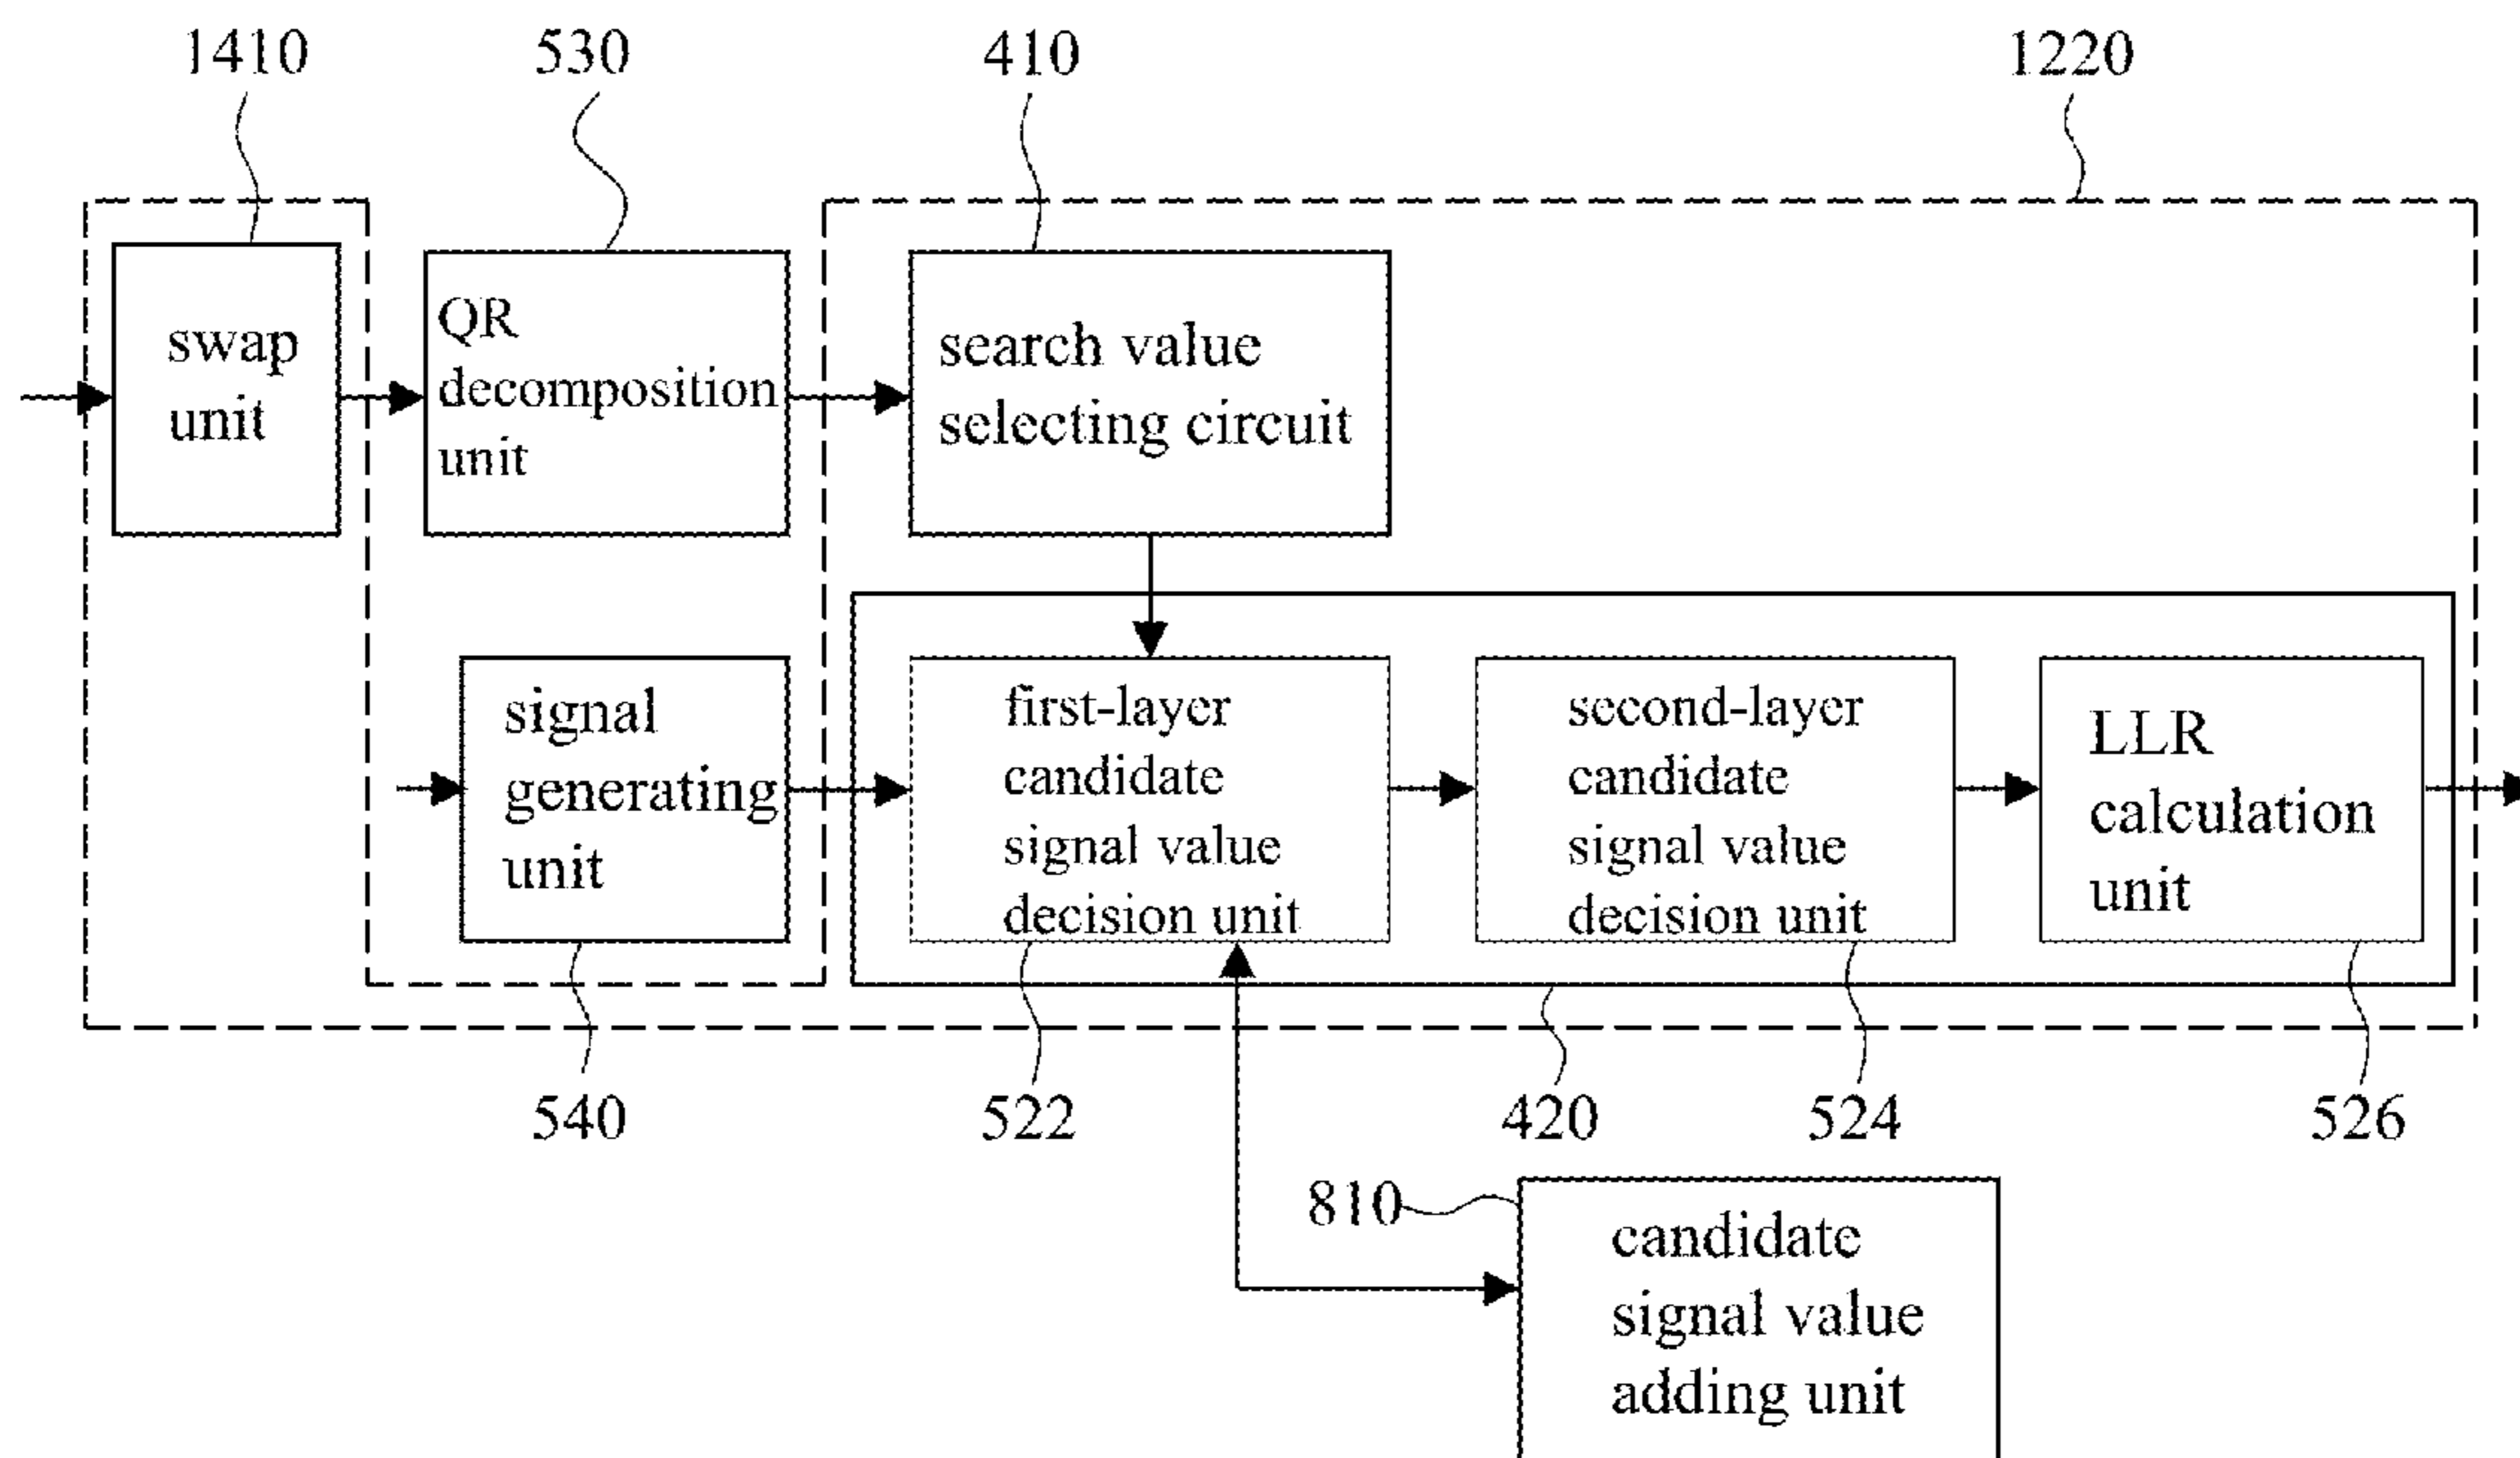 1410
530
410
1220
swap
unit
QR
decomposition
unit
search value
selecting circuit
signal
generating
unit
first-layer
candidate
signal value
decision unit
second-layer
candidate
signal value
decision unit
LLR
calculation
unit
540
522
420
524
526
810
candidate
signal value
adding unit